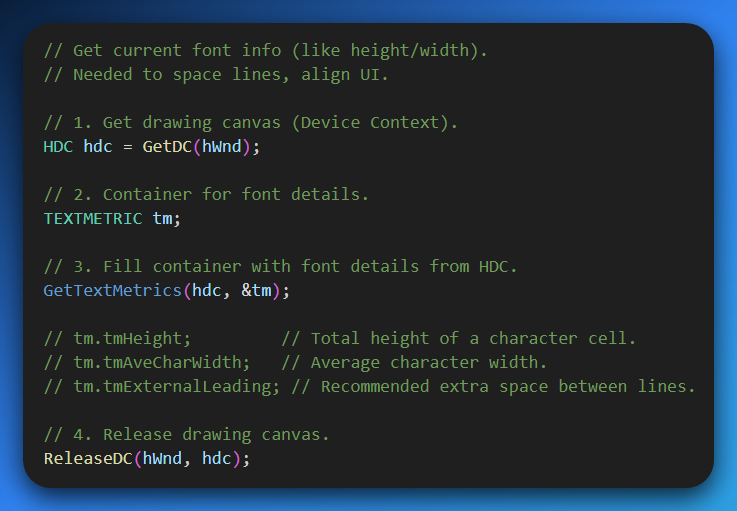 // Get current font info (like height/width).
// Needed to space lines, align UI.
// 1. Get drawing canvas (Device Context).
HDC hdc = GetDC(hWnd);
// 2. Container for font details.
TEXTMETRIC tm;
// 3. Fill container with font details from HDC.
GetTextMetrics(hdc, &tm);
// tm.tmHeight;         // Total height of a character cell.
// tm.tmAveCharWidth;   // Average character width.
// tm.tmExternalLeading; // Recommended extra space between lines.
// 4. Release drawing canvas.
ReleaseDC(hWnd, hdc);